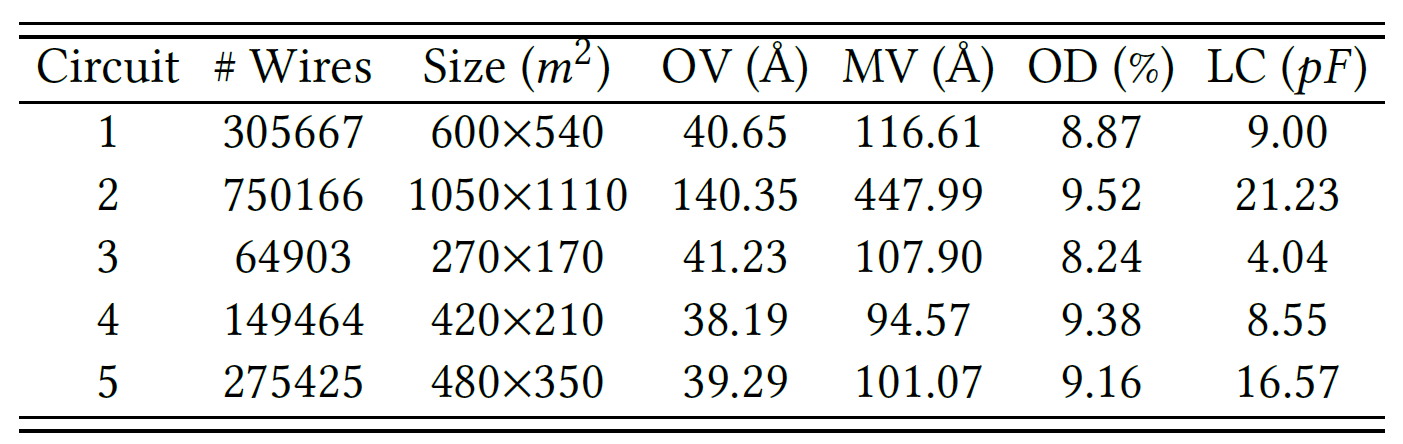 Circuit # Wires Size (m²) OV (Å) MV (Å) OD (%) LC (pF)
1 305667 600×540 40.65 116.61 8.87 9.00
2 750166 1050×1110 140.35 447.99 9.52 21.23
3 64903 270×170 41.23 107.90 8.24 4.04
4 149464 420×210 38.19 94.57 9.38 8.55
5 275425 480×350 39.29 101.07 9.16 16.57